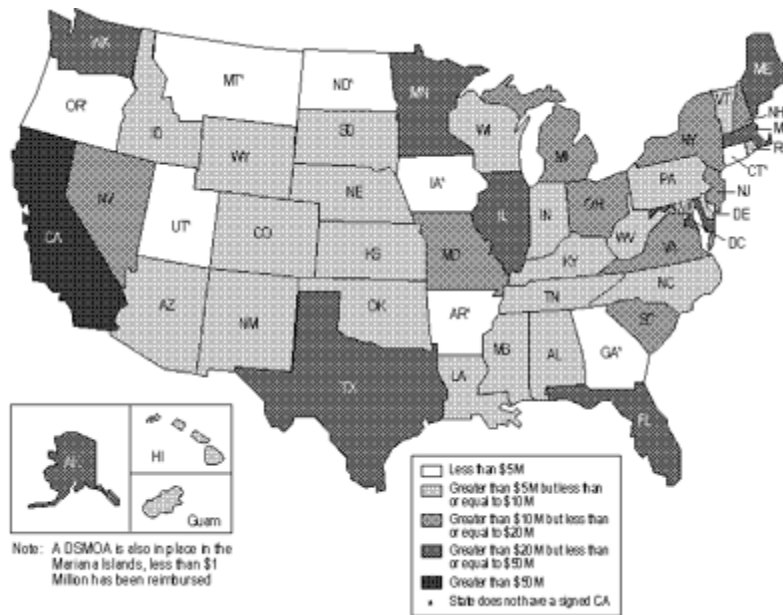 WA
MT*
ND*
MN
ME
OR*
ID
SD
WI
VT
NH
M
WY
MI
NY
R
CT*
NV
NE
IA*
PA
NJ
UT*
IL
IN
OH
DE
CA
CO
WV
VA
DC
KS
MO
KY
NC
AZ
NM
OK
TN
AR*
SC*
TX
MS
AL
GA*
LA
FL
HI
Guam
Note: A DSMOA is also in place in the
Mariana Islands, less than $1
Million has been reimbursed
Less than $5M
Greater than $5M but less than
or equal to $10M
Greater than $10M but less than
or equal to $20M
Greater than $20M but less than
or equal to $50M
Greater than $50M
* State does not have a signed CA